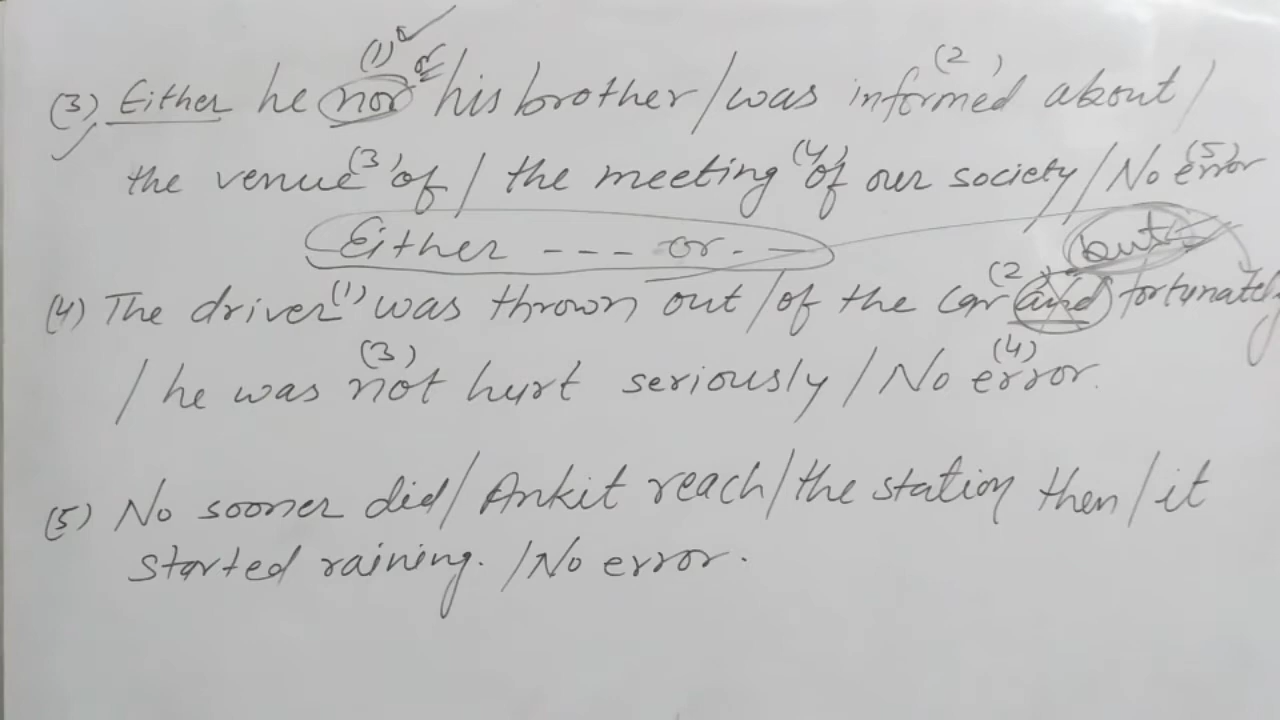 (1) or (2)
(3) Either he nor his brother / was informed about /
(3) (4) (5)
the venue of / the meeting of our society / No error
Either --- or - - but
(1) (2)
(4) The driver was thrown out / of the car and fortunately
(3) (4)
/ he was not hurt seriously / No error.
(5) No sooner did / Ankit reach / the station then / it
started raining. / No error.